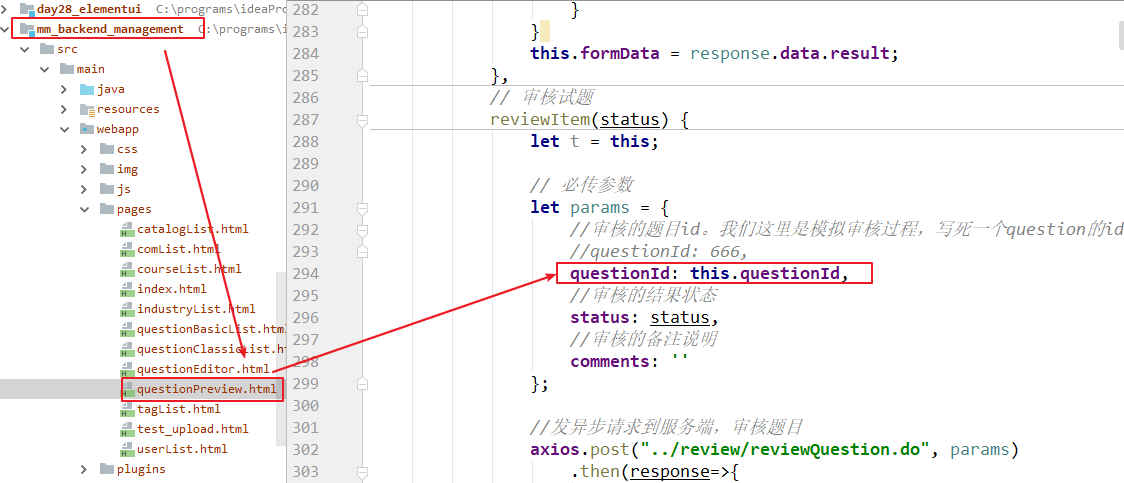 day28_elementui C:\programs\ideaPro
mm_backend_management C:\programs\i
src
main
java
resources
webapp
css
img
js
pages
catalogList.html
comList.html
courseList.html
index.html
industryList.html
questionBasicList.html
questionClassicList.h
questionEditor.html
questionPreview.html
tagList.html
test_upload.html
userList.html
plugins
282 }
283 }
284 this.formData = response.data.result;
285 },
286 // 审核试题
287 reviewItem(status) {
288 let t = this;
289
290 // 必传参数
291 let params = {
292 //审核的题目id。我们这里是模拟审核过程，写死一个question的id
293 //questionId: 666,
294 questionId: this.questionId,
295 //审核的结果状态
296 status: status,
297 //审核的备注说明
298 comments: ''
299 };
300
301 //发异步请求到服务端，审核题目
302 axios.post("../review/reviewQuestion.do", params)
303 .then(response=>{